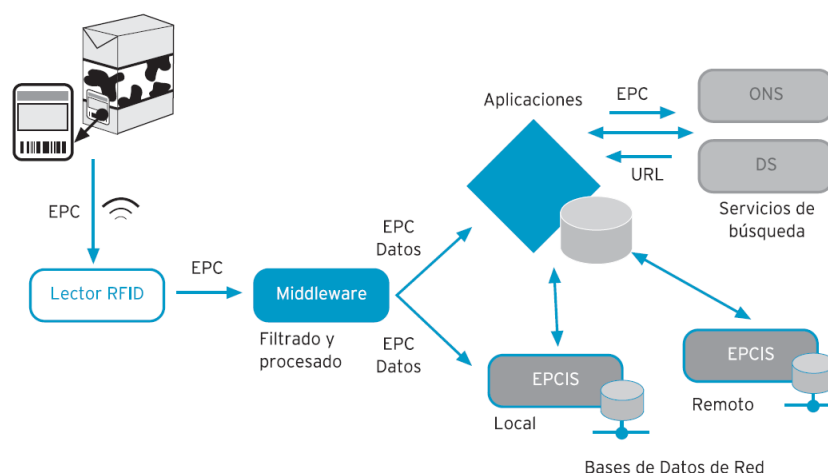 Aplicaciones
EPC
ONS
URL
DS
Servicios de
búsqueda
EPC
Lector RFID
EPC
Middleware
Filtrado y
procesado
EPC
Datos
EPC
Datos
EPCIS
Local
EPCIS
Remoto
Bases de Datos de Red